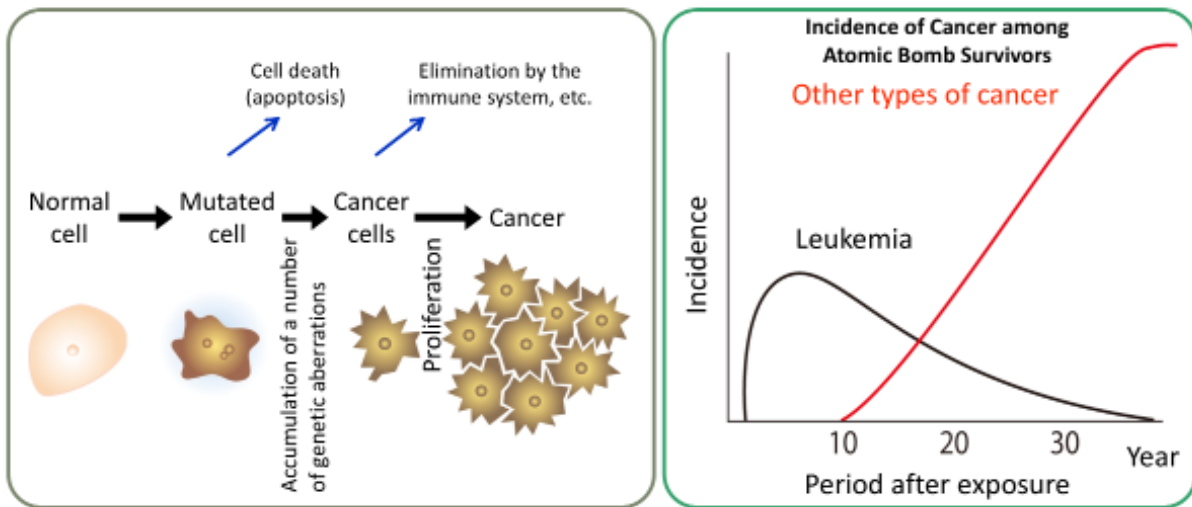 Cell death
(apoptosis)
Elimination by the
immune system, etc.
Normal
cell
Mutated
cell
Cancer
cells
Cancer
Accumulation of a number
of genetic aberrations
Proliferation
Incidence of Cancer among
Atomic Bomb Survivors
Other types of cancer
Leukemia
Incidence
10
20
30
Year
Period after exposure